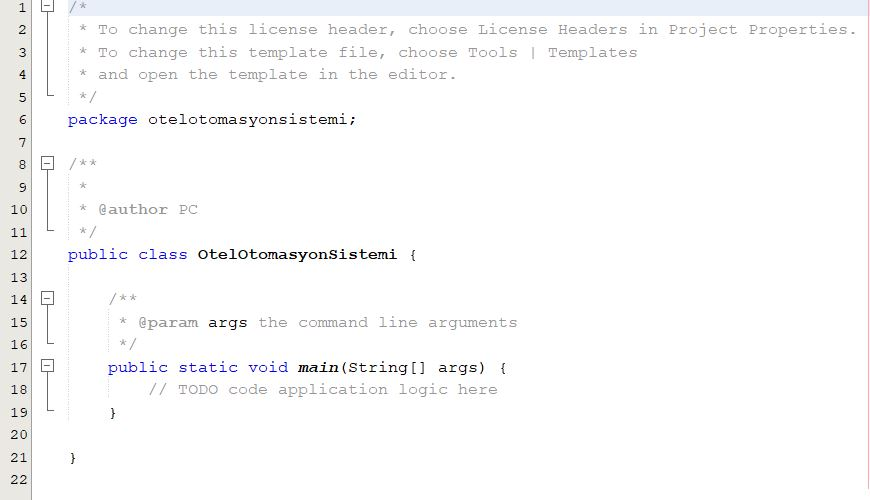 1 /*
2 * To change this license header, choose License Headers in Project Properties.
3 * To change this template file, choose Tools | Templates
4 * and open the template in the editor.
5 */
6 package otelotomasyonsistemi;
7
8 /**
9 *
10 * @author PC
11 */
12 public class OtelOtomasyonSistemi {
13
14 /**
15 * @param args the command line arguments
16 */
17 public static void main(String[] args) {
18 // TODO code application logic here
19 }
20
21 }
22